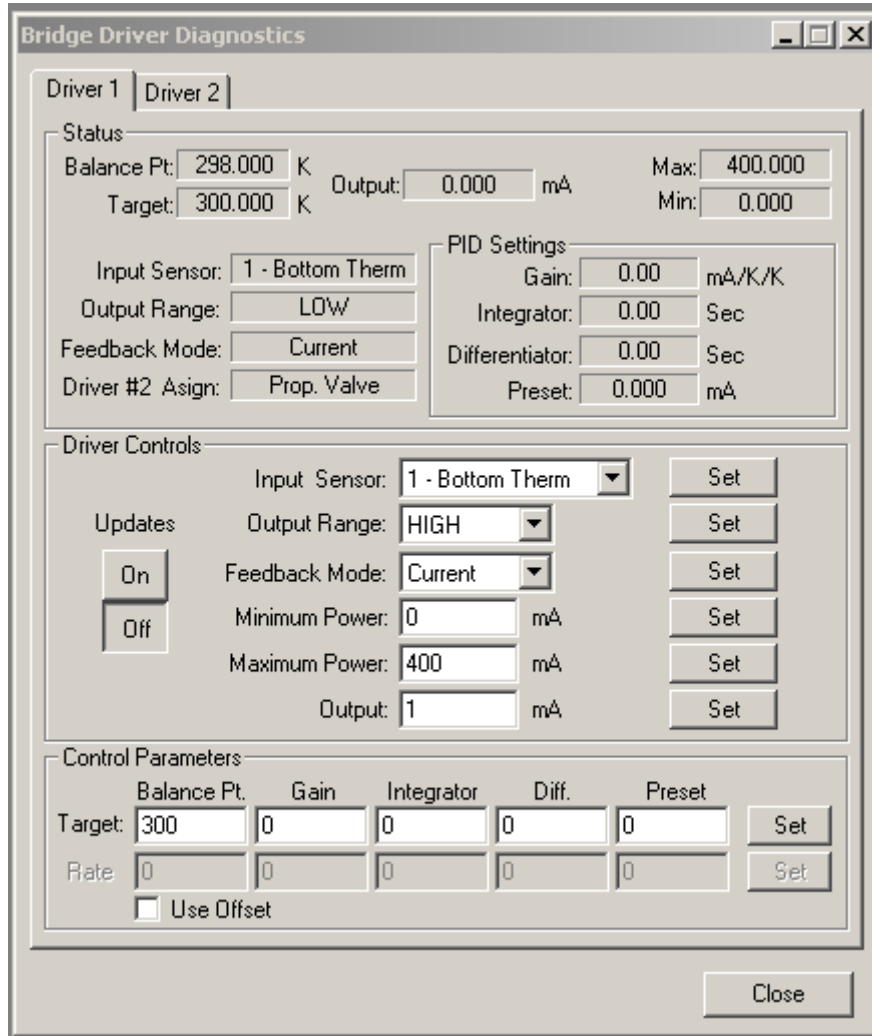 Bridge Driver Diagnostics
Driver 1 Driver 2
Status
Balance Pt: 298.000 K
Target: 300.000 K
Output: 0.000 mA
Max: 400.000
Min: 0.000
Input Sensor: 1 - Bottom Therm
Output Range: LOW
Feedback Mode: Current
Driver #2 Asign: Prop. Valve
PID Settings
Gain: 0.00 mA/K/K
Integrator: 0.00 Sec
Differentiator: 0.00 Sec
Preset: 0.000 mA
Driver Controls
Updates
On
Off
Input Sensor: 1 - Bottom Therm Set
Output Range: HIGH Set
Feedback Mode: Current Set
Minimum Power: 0 mA Set
Maximum Power: 400 mA Set
Output: 1 mA Set
Control Parameters
Balance Pt. Gain Integrator Diff. Preset
Target: 300 0 0 0 0 Set
Rate 0 0 0 0 0 Set
Use Offset
Close